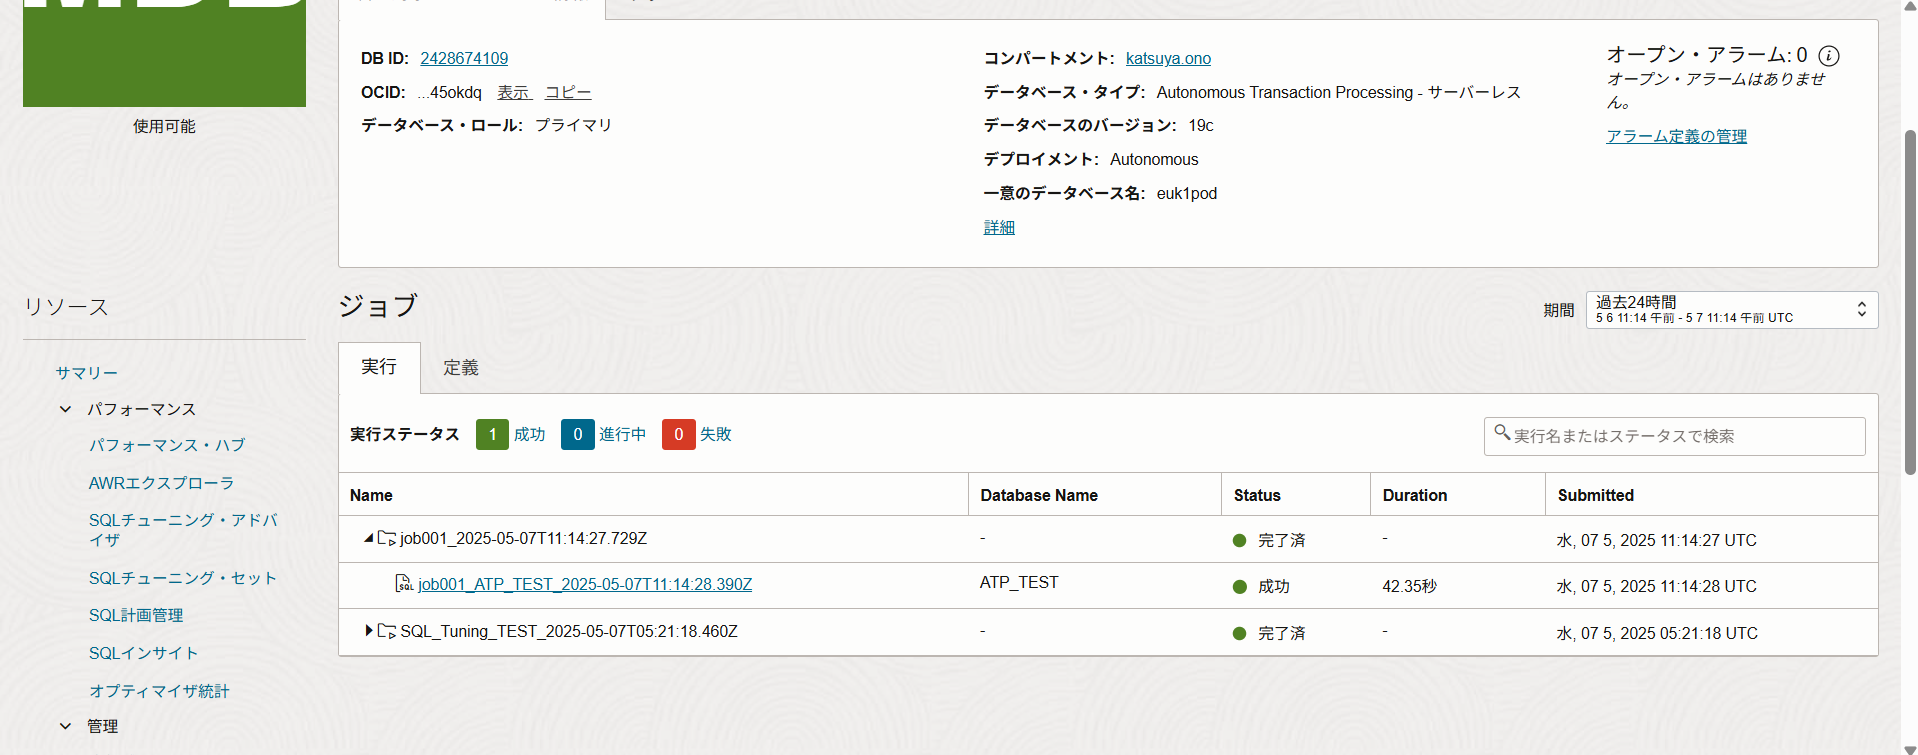 使用可能
DB ID: 2428674109
OCID: ...45okdq 表示 コピー
データベース・ロール: プライマリ
コンパートメント: katsuya.ono
データベース・タイプ: Autonomous Transaction Processing - サーバーレス
データベースのバージョン: 19c
デプロイメント: Autonomous
一意のデータベース名: euk1pod
詳細
オープン・アラーム: 0
オープン・アラームはありませ
ん。
アラーム定義の管理
リソース
サマリー
パフォーマンス
パフォーマンス・ハブ
AWRエクスプローラ
SQLチューニング・アドバ
イザ
SQLチューニング・セット
SQL計画管理
SQLインサイト
オプティマイザ統計
管理
ジョブ
期間 過去24時間
5 6 11:14 午前 - 5 7 11:14 午前 UTC
実行 定義
実行ステータス 1 成功 0 進行中 0 失敗
実行名またはステータスで検索
Name Database Name Status Duration Submitted
job001_2025-05-07T11:14:27.729Z - 完了済 - 水, 07 5, 2025 11:14:27 UTC
job001_ATP_TEST_2025-05-07T11:14:28.390Z ATP_TEST 成功 42.35秒 水, 07 5, 2025 11:14:28 UTC
SQL_Tuning_TEST_2025-05-07T05:21:18.460Z - 完了済 - 水, 07 5, 2025 05:21:18 UTC